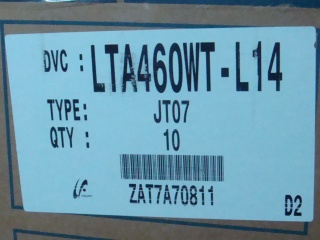 DVC : LTA460WT-L14
TYPE: JT07
QTY : 10
ZAT7A70811
D2